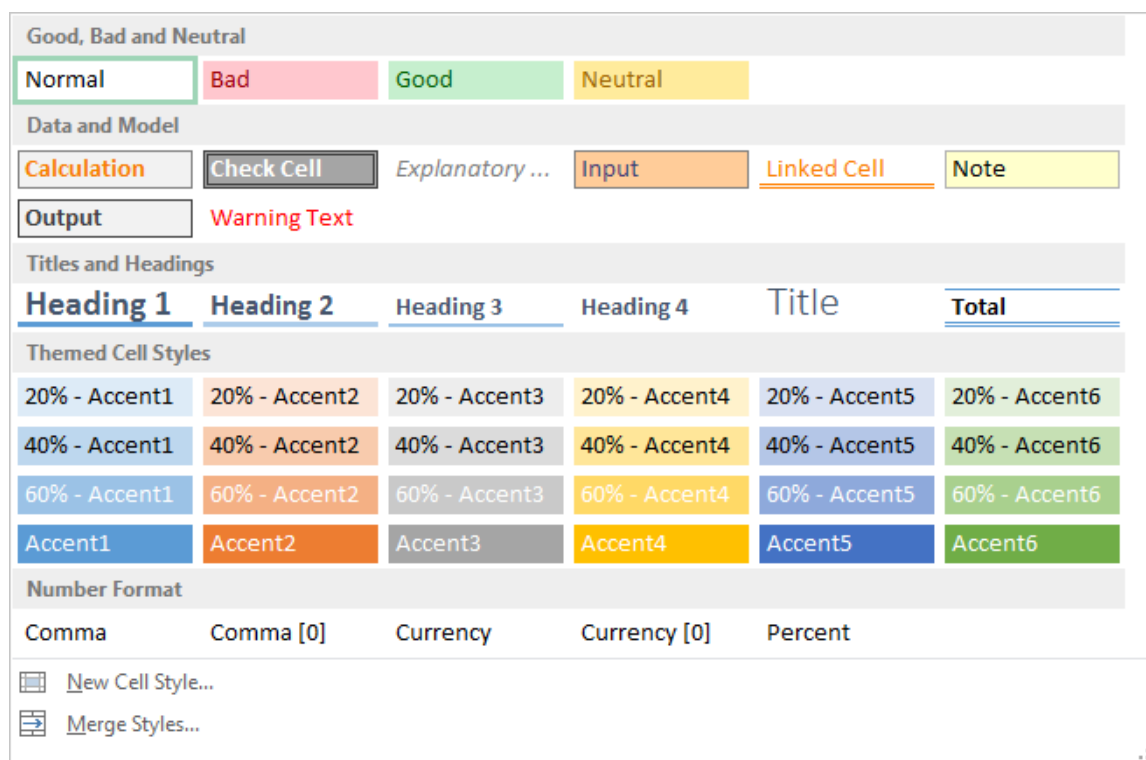 Good, Bad and Neutral
Normal Bad Good Neutral
Data and Model
Calculation Check Cell Explanatory ... Input Linked Cell Note
Output Warning Text
Titles and Headings
Heading 1 Heading 2 Heading 3 Heading 4 Title Total
Themed Cell Styles
20% - Accent1 20% - Accent2 20% - Accent3 20% - Accent4 20% - Accent5 20% - Accent6
40% - Accent1 40% - Accent2 40% - Accent3 40% - Accent4 40% - Accent5 40% - Accent6
60% - Accent1 60% - Accent2 60% - Accent3 60% - Accent4 60% - Accent5 60% - Accent6
Accent1 Accent2 Accent3 Accent4 Accent5 Accent6
Number Format
Comma Comma [0] Currency Currency [0] Percent
New Cell Style...
Merge Styles...